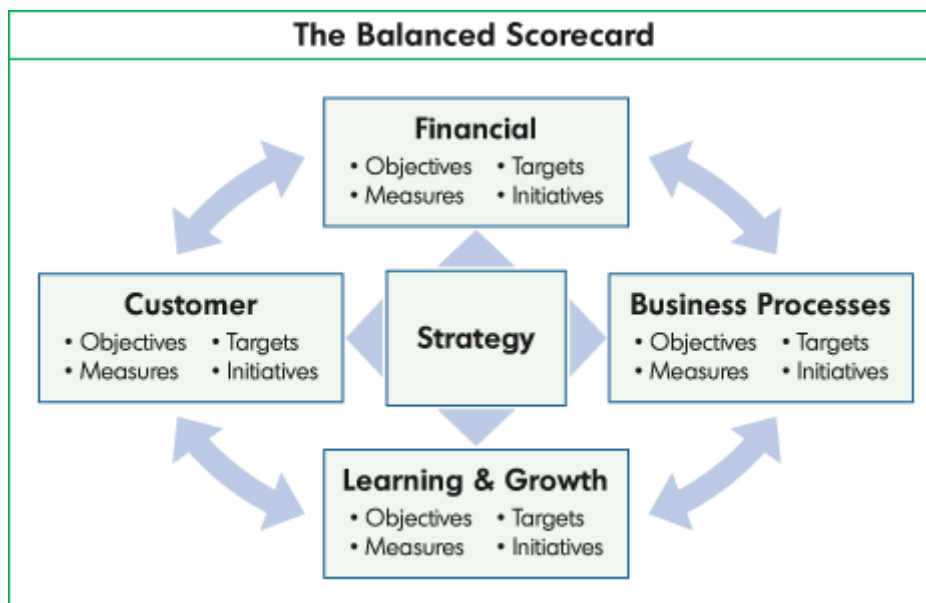 The Balanced Scorecard
Financial
• Objectives • Targets
• Measures • Initiatives
Customer
• Objectives • Targets
• Measures • Initiatives
Strategy
Business Processes
• Objectives • Targets
• Measures • Initiatives
Learning & Growth
• Objectives • Targets
• Measures • Initiatives